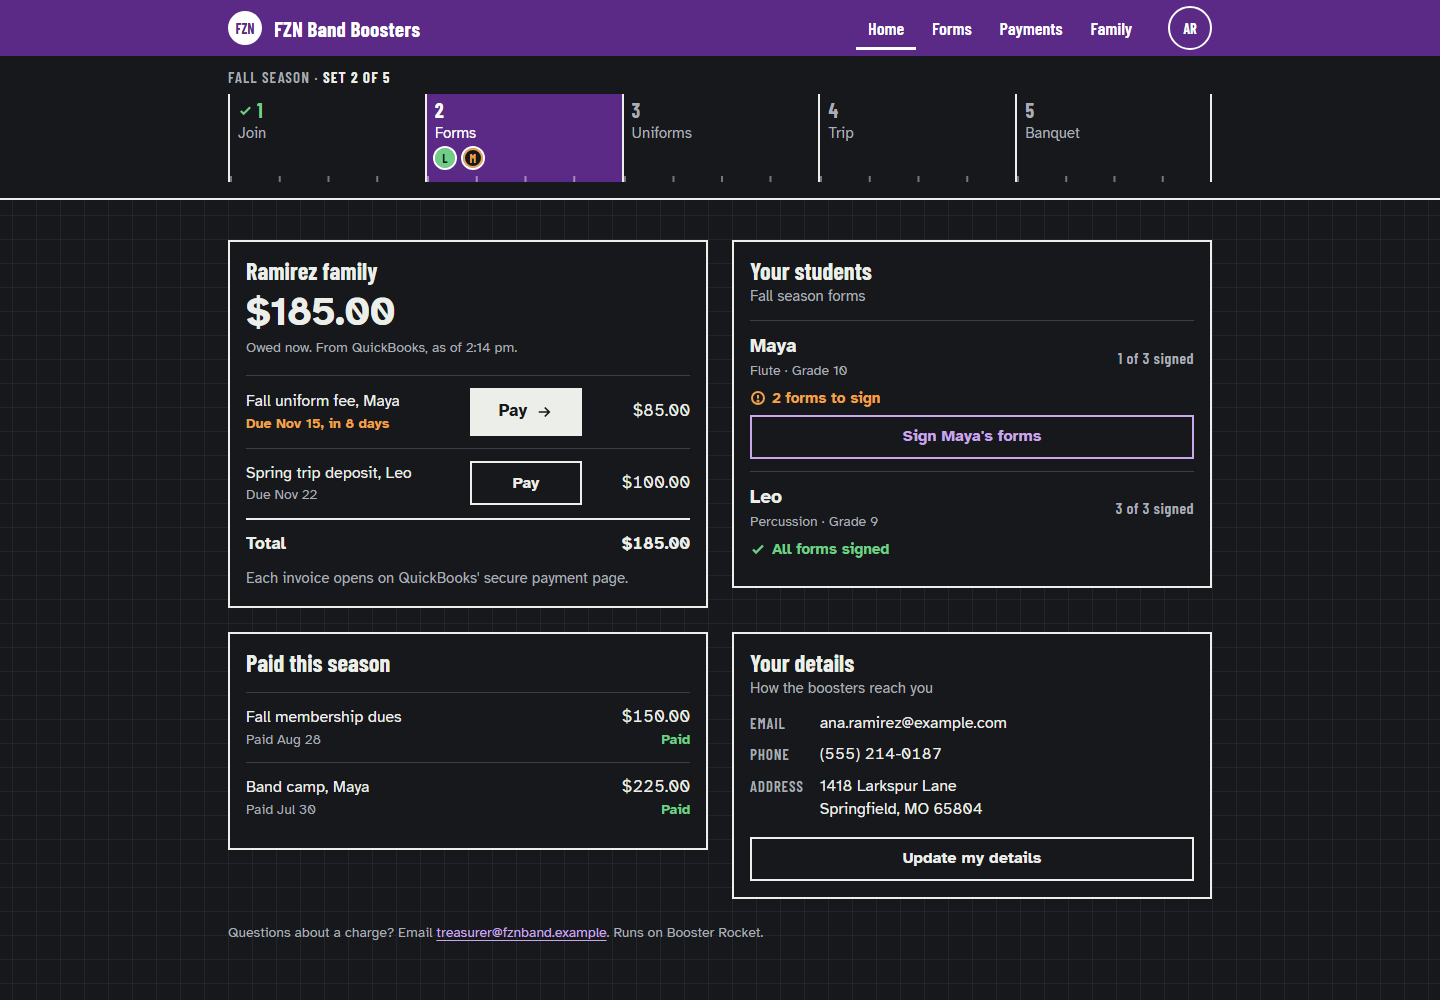 FZN FZN Band Boosters Home Forms Payments Family AR
FALL SEASON · SET 2 OF 5
1 2 3 4 5
Join Forms Uniforms Trip Banquet
L M
Ramirez family
$185.00
Owed now. From QuickBooks, as of 2:14 pm.
Fall uniform fee, Maya
Due Nov 15, in 8 days
Pay → $85.00
Spring trip deposit, Leo
Due Nov 22
Pay $100.00
Total $185.00
Each invoice opens on QuickBooks' secure payment page.
Your students
Fall season forms
Maya
Flute · Grade 10
1 of 3 signed
2 forms to sign
Sign Maya's forms
Leo
Percussion · Grade 9
3 of 3 signed
All forms signed
Paid this season
Fall membership dues $150.00
Paid Aug 28 Paid
Band camp, Maya $225.00
Paid Jul 30 Paid
Your details
How the boosters reach you
EMAIL ana.ramirez@example.com
PHONE (555) 214-0187
ADDRESS 1418 Larkspur Lane
Springfield, MO 65804
Update my details
Questions about a charge? Email treasurer@fznband.example. Runs on Booster Rocket.